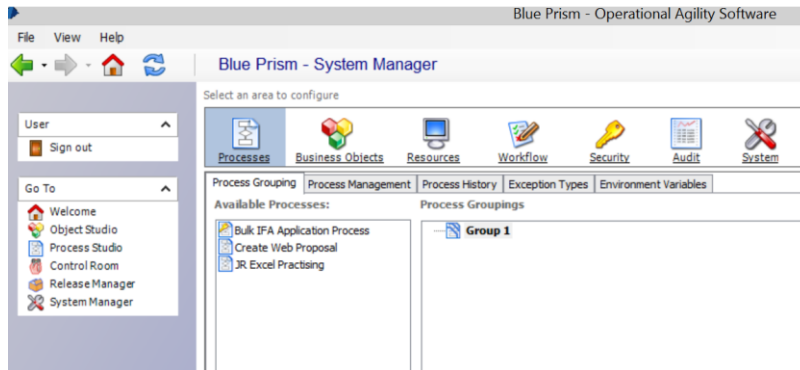 Blue Prism - Operational Agility Software
File View Help
Blue Prism - System Manager
Select an area to configure
User
Sign out
Processes Business Objects Resources Workflow Security Audit System
Go To
Welcome
Object Studio
Process Studio
Control Room
Release Manager
System Manager
Process Grouping Process Management Process History Exception Types Environment Variables
Available Processes: Process Groupings
Bulk IFA Application Process
Create Web Proposal
JR Excel Practising
Group 1